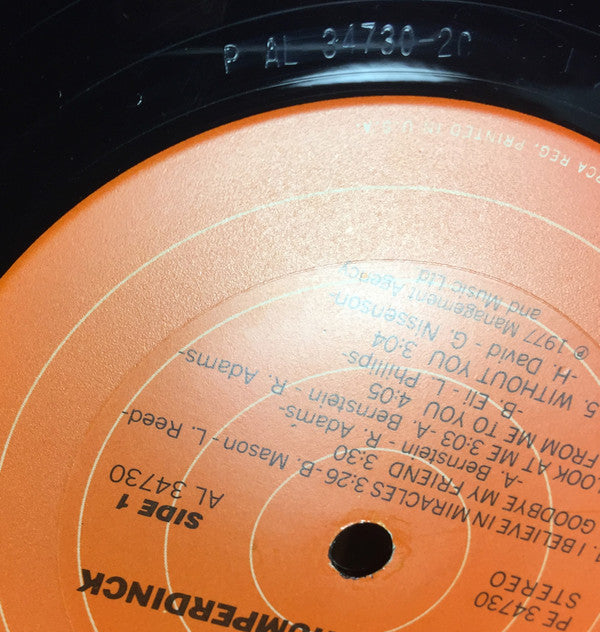 P AL 34730-2C
RCA REG. PRINTED IN U.S.A.
UMPERDINCK
STEREO
PE 34730
SIDE 1
AL 34730
1. I BELIEVE IN MIRACLES 3:26 -B. Mason - L. Reed-
GOODBYE MY FRIEND 3:30
-A. Bernstein - R. Adams-
LOOK AT ME 3:03 A. Bernstein - R. Adams-
FROM ME TO YOU 4:05
-B. Eli - L. Phillips-
5. WITHOUT YOU 3:04
-H. David - G. Nissenson-
℗ 1977 Management Agency
and Music Ltd